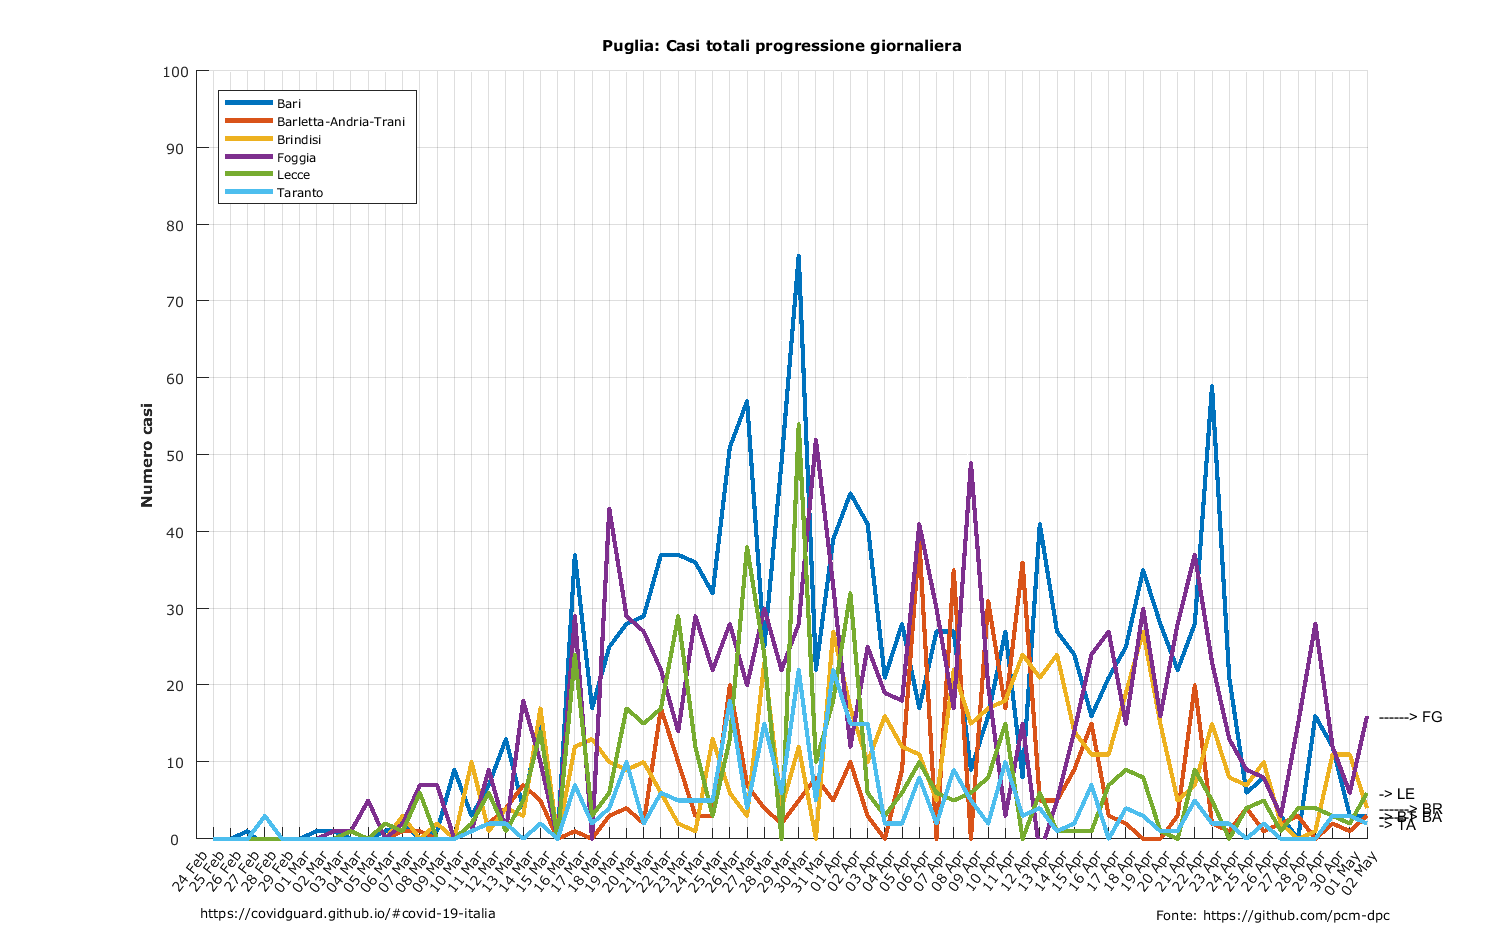 Puglia: Casi totali progressione giornaliera
100
90
80
70
60
50
40
30
20
10
0
Numero casi
Bari
Barletta-Andria-Trani
Brindisi
Foggia
Lecce
Taranto
------> FG
-> LE
------> BR
-> BT
------> BA
-> TA
24 Feb
25 Feb
26 Feb
27 Feb
28 Feb
29 Feb
01 Mar
02 Mar
03 Mar
04 Mar
05 Mar
06 Mar
07 Mar
08 Mar
09 Mar
10 Mar
11 Mar
12 Mar
13 Mar
14 Mar
15 Mar
16 Mar
17 Mar
18 Mar
19 Mar
20 Mar
21 Mar
22 Mar
23 Mar
24 Mar
25 Mar
26 Mar
27 Mar
28 Mar
29 Mar
30 Mar
31 Mar
01 Apr
02 Apr
03 Apr
04 Apr
05 Apr
06 Apr
07 Apr
08 Apr
09 Apr
10 Apr
11 Apr
12 Apr
13 Apr
14 Apr
15 Apr
16 Apr
17 Apr
18 Apr
19 Apr
20 Apr
21 Apr
22 Apr
23 Apr
24 Apr
25 Apr
26 Apr
27 Apr
28 Apr
29 Apr
30 Apr
01 May
02 May
https://covidguard.github.io/#covid-19-italia
Fonte: https://github.com/pcm-dpc